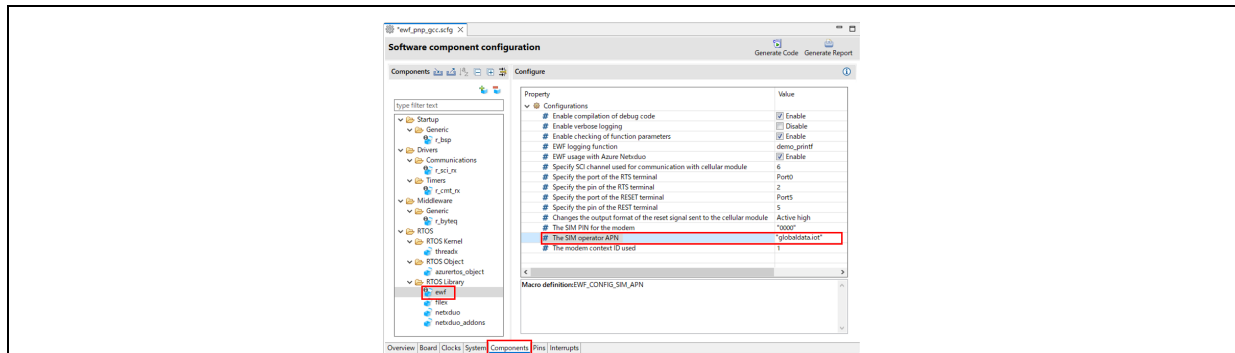 *ewf_pnp_gcc.scfg
Software component configuration
Generate Code Generate Report
Components
Configure
type filter text
Startup
Generic
r_bsp
Drivers
Communications
r_sci_rx
Timers
r_cmt_rx
Middleware
Generic
r_byteq
RTOS
RTOS Kernel
threadx
RTOS Object
azurertos_object
RTOS Library
ewf
filex
netxduo
netxduo_addons
Property Value
Configurations
# Enable compilation of debug code Enable
# Enable verbose logging Disable
# Enable checking of function parameters Enable
# EWF logging function demo_printf
# EWF usage with Azure Netxduo Enable
# Specify SCI channel used for communication with cellular module 6
# Specify the port of the RTS terminal Port0
# Specify the pin of the RTS terminal 2
# Specify the port of the RESET terminal Port5
# Specify the pin of the REST terminal 5
# Changes the output format of the reset signal sent to the cellular module Active high
# The SIM PIN for the modem "0000"
# The SIM operator APN "globaldata.iot"
# The modem context ID used 1
Macro definition:EWF_CONFIG_SIM_APN
Overview Board Clocks System Components Pins Interrupts